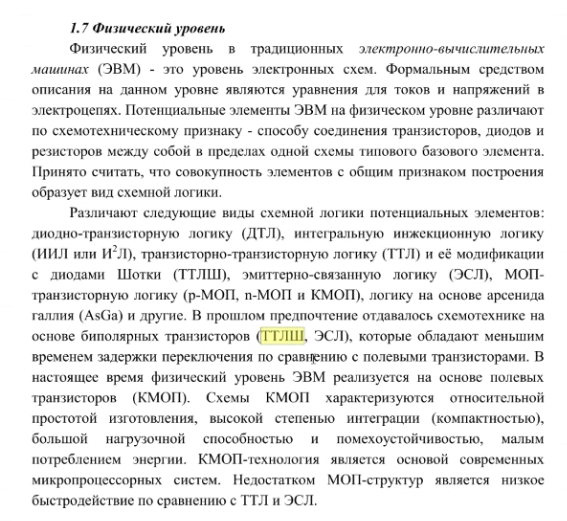 1.7 Физический уровень
Физический уровень в традиционных электронно-вычислительных
машинах (ЭВМ) - это уровень электронных схем. Формальным средством
описания на данном уровне являются уравнения для токов и напряжений в
электроцепях. Потенциальные элементы ЭВМ на физическом уровне различают
по схемотехническому признаку - способу соединения транзисторов, диодов и
резисторов между собой в пределах одной схемы типового базового элемента.
Принято считать, что совокупность элементов с общим признаком построения
образует вид схемной логики.
Различают следующие виды схемной логики потенциальных элементов:
диодно-транзисторную логику (ДТЛ), интегральную инжекционную логику
(ИИЛ или И²Л), транзисторно-транзисторную логику (ТТЛ) и её модификации
с диодами Шотки (ТТЛШ), эмиттерно-связанную логику (ЭСЛ), МОП-
транзисторную логику (р-МОП, n-МОП и КМОП), логику на основе арсенида
галлия (AsGa) и другие. В прошлом предпочтение отдавалось схемотехнике на
основе биполярных транзисторов (ТТЛШ, ЭСЛ), которые обладают меньшим
временем задержки переключения по сравнению с полевыми транзисторами. В
настоящее время физический уровень ЭВМ реализуется на основе полевых
транзисторов (КМОП). Схемы КМОП характеризуются относительной
простотой изготовления, высокой степенью интеграции (компактностью),
большой нагрузочной способностью и помехоустойчивостью, малым
потреблением энергии. КМОП-технология является основой современных
микропроцессорных систем. Недостатком МОП-структур является низкое
быстродействие по сравнению с ТТЛ и ЭСЛ.